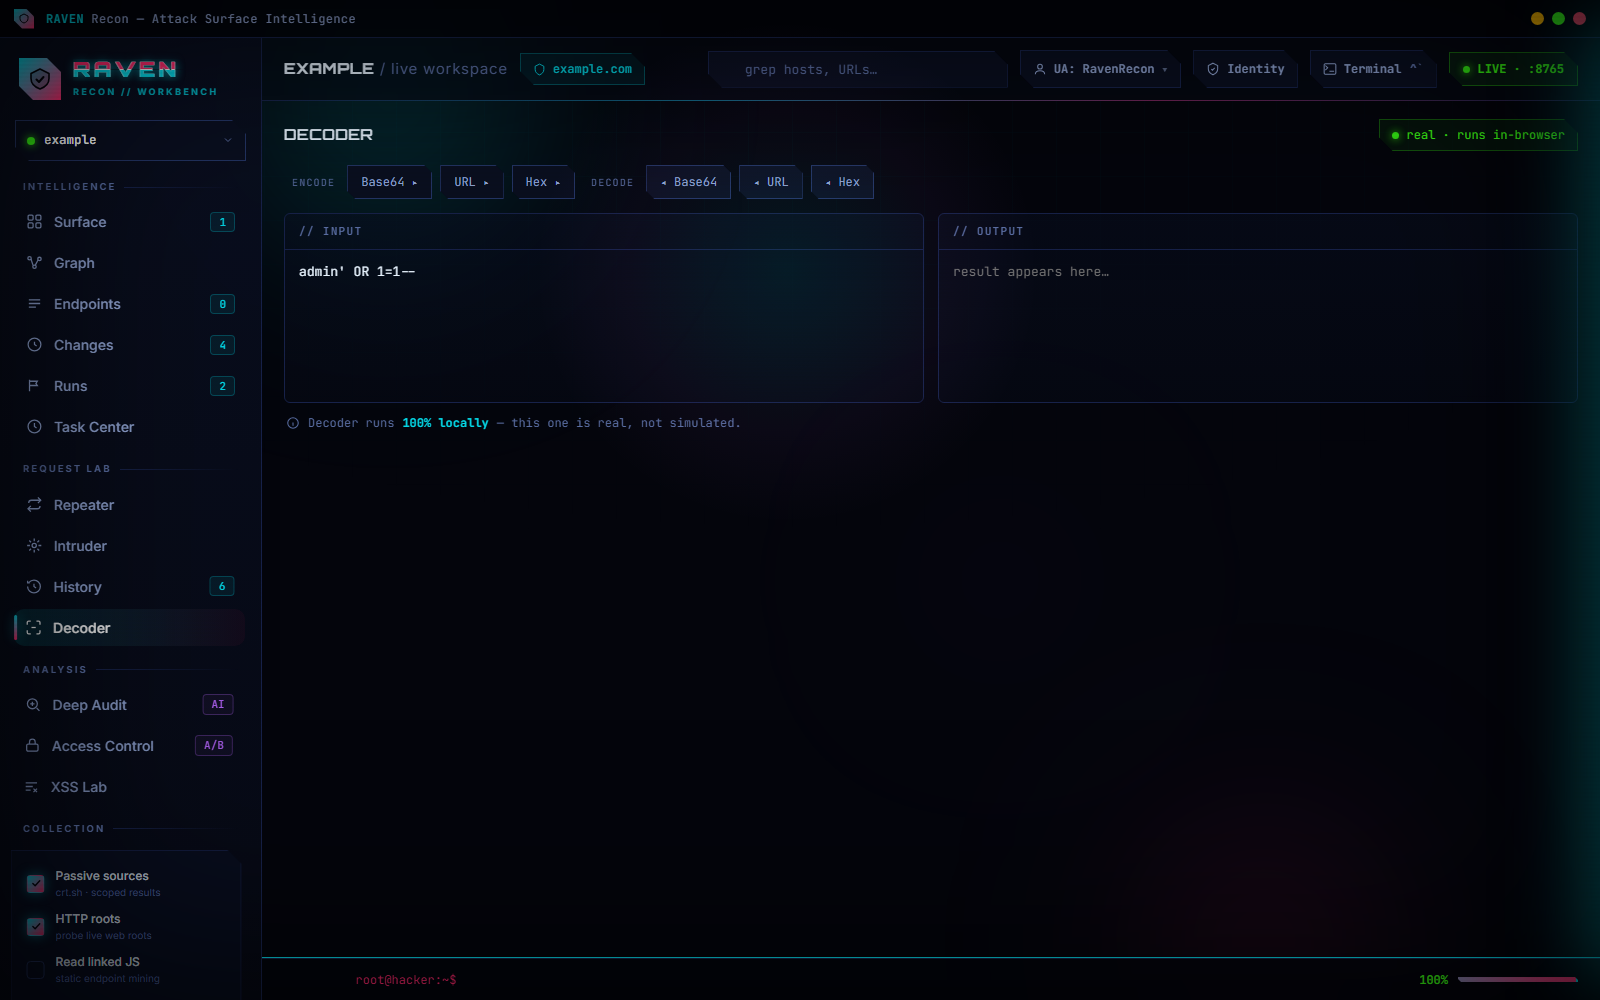 RAVEN Recon — Attack Surface Intelligence
RAVEN
RECON // WORKBENCH
example
INTELLIGENCE
Surface 1
Graph
Endpoints 0
Changes 4
Runs 2
Task Center
REQUEST LAB
Repeater
Intruder
History 6
Decoder
ANALYSIS
Deep Audit AI
Access Control A/B
XSS Lab
COLLECTION
Passive sources
crt.sh · scoped results
HTTP roots
probe live web roots
Read linked JS
static endpoint mining
EXAMPLE / live workspace
example.com
grep hosts, URLs…
UA: RavenRecon ▾
Identity
Terminal ^`
LIVE · :8765
DECODER
real · runs in-browser
ENCODE Base64 ▸ URL ▸ Hex ▸ DECODE ◂ Base64 ◂ URL ◂ Hex
// INPUT
admin' OR 1=1--
// OUTPUT
result appears here…
Decoder runs 100% locally — this one is real, not simulated.
root@hacker:~$
100%